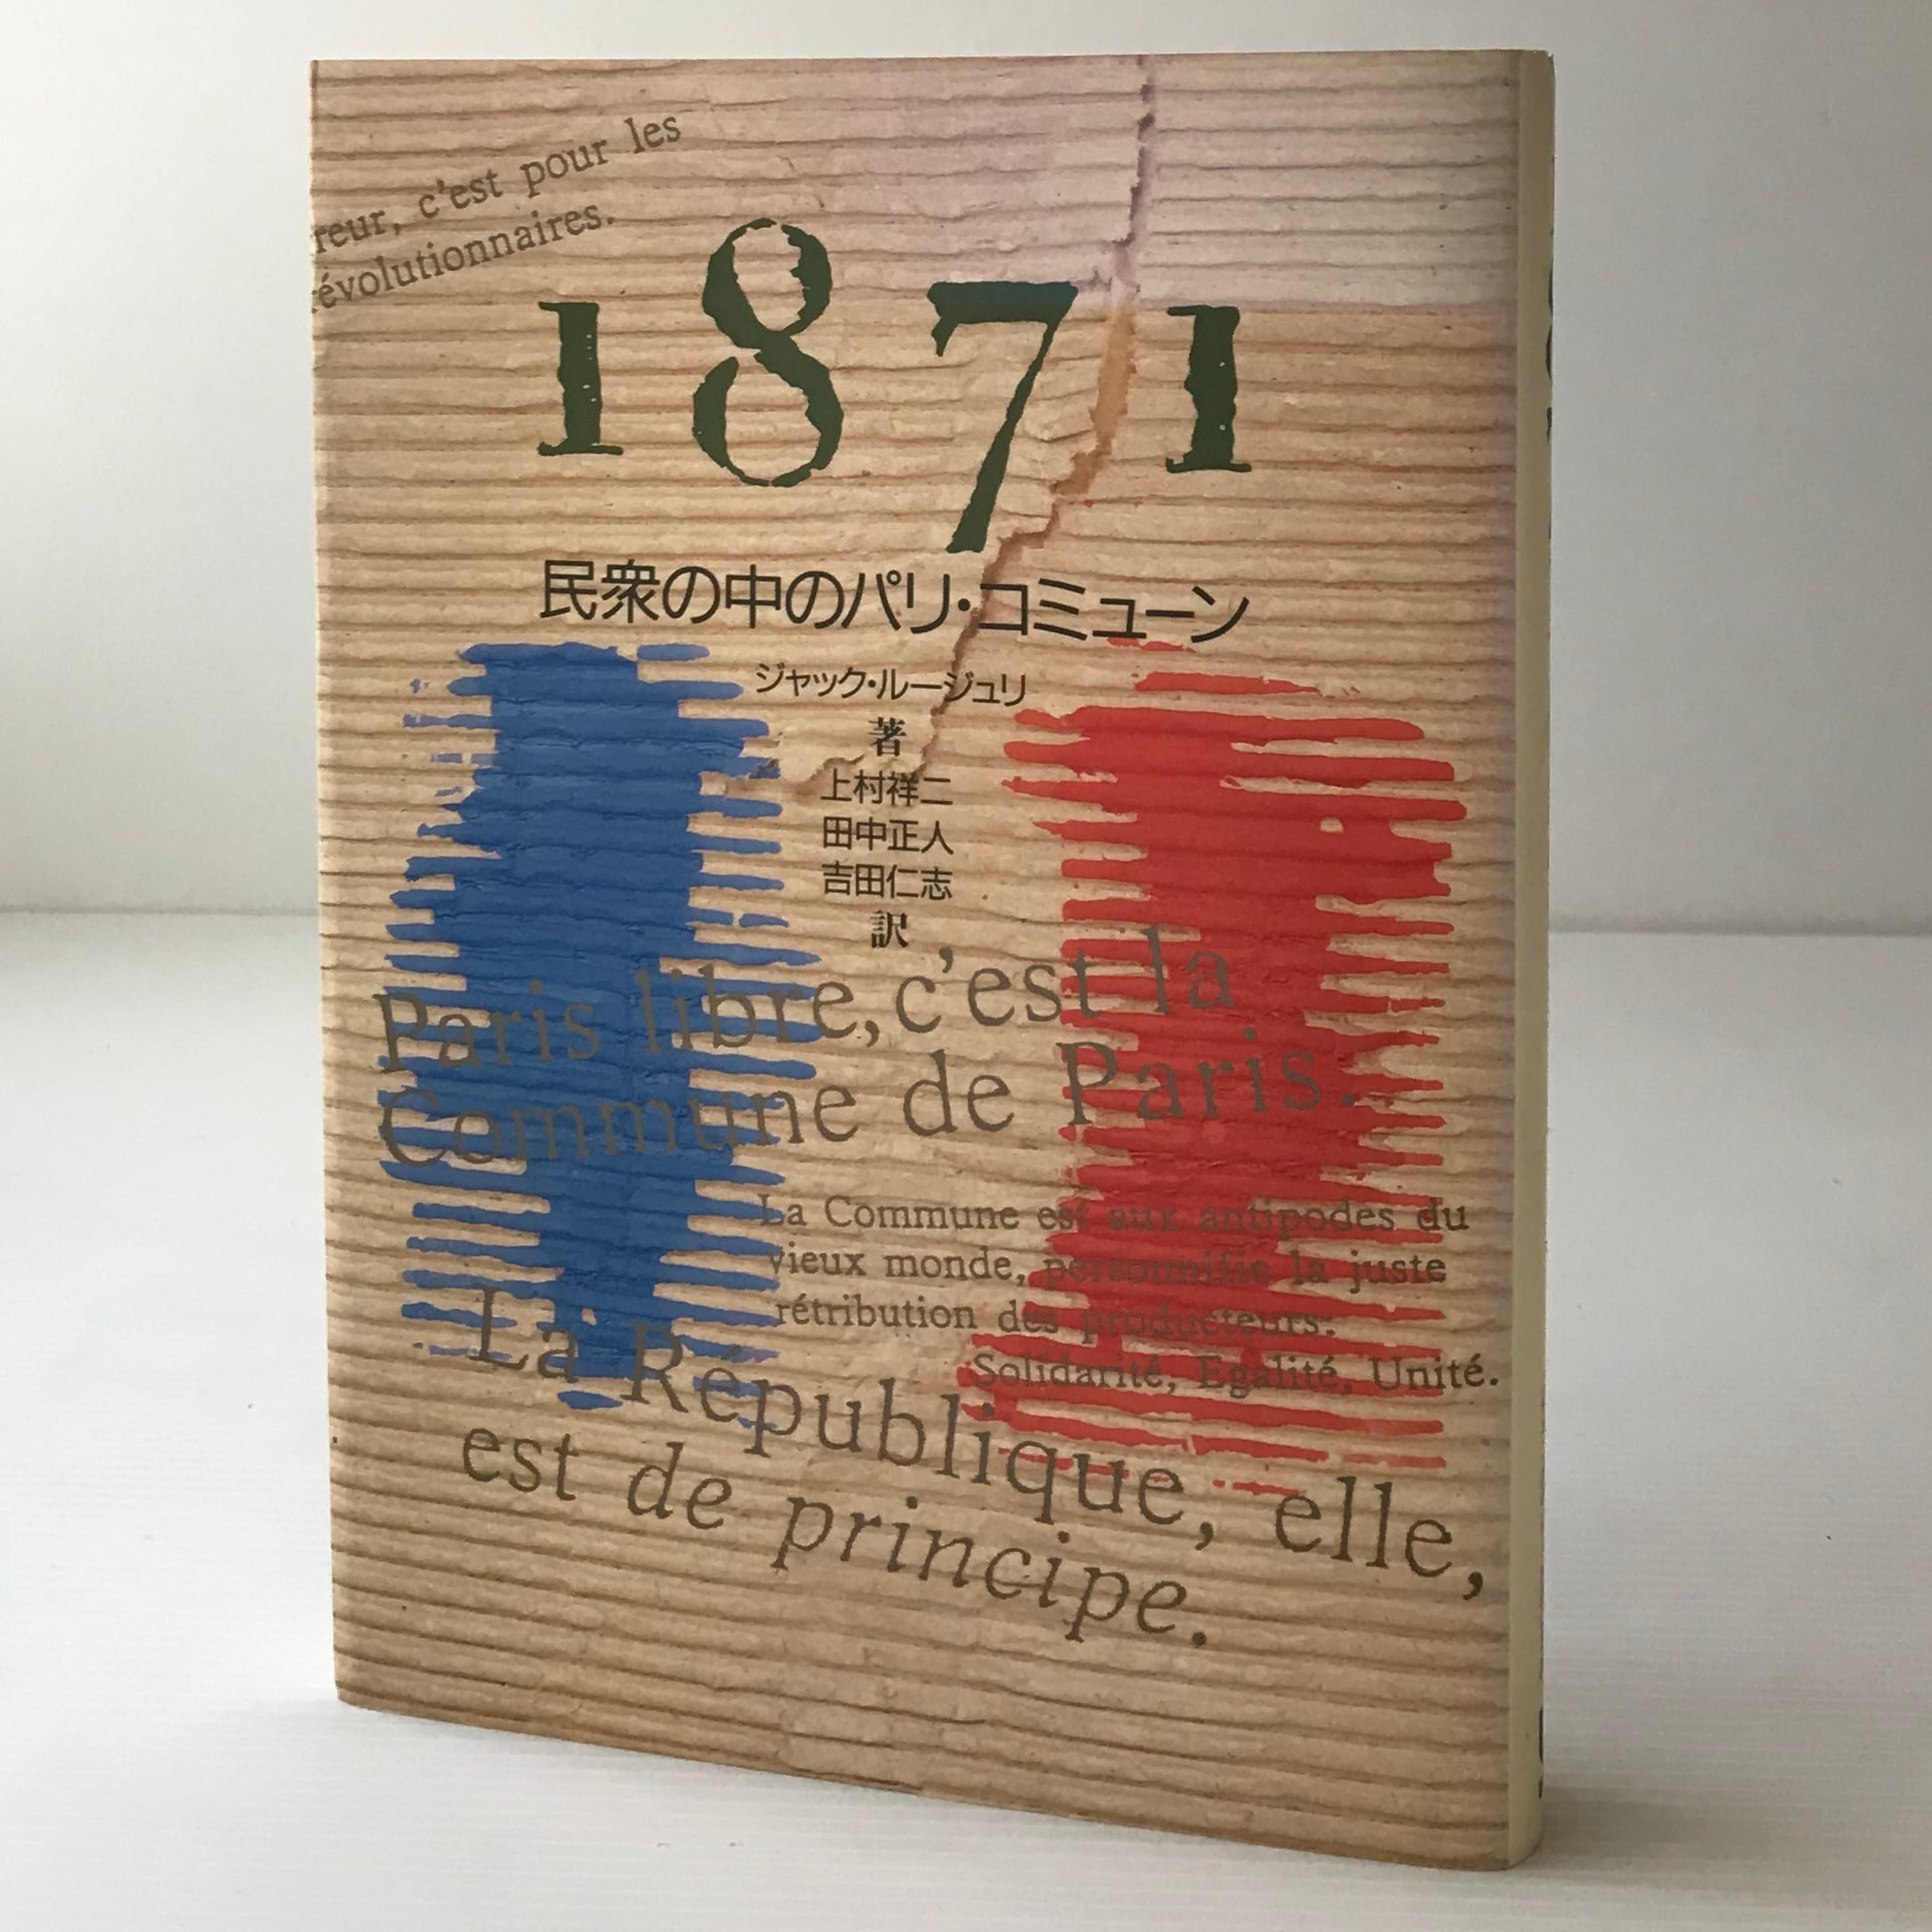 reur, c'est pour les
révolutionnaires.
1871
民衆の中のパリ・コミューン
ジャック・ルージュリ
著
上村祥二
田中正人
吉田仁志
訳
Paris libre, c'est la
Commune de Paris.
La Commune est aux antipodes du
vieux monde, personnifie la juste
rétribution des producteurs:
Solidarité, Egalité, Unité.
La République, elle,
est de principe.